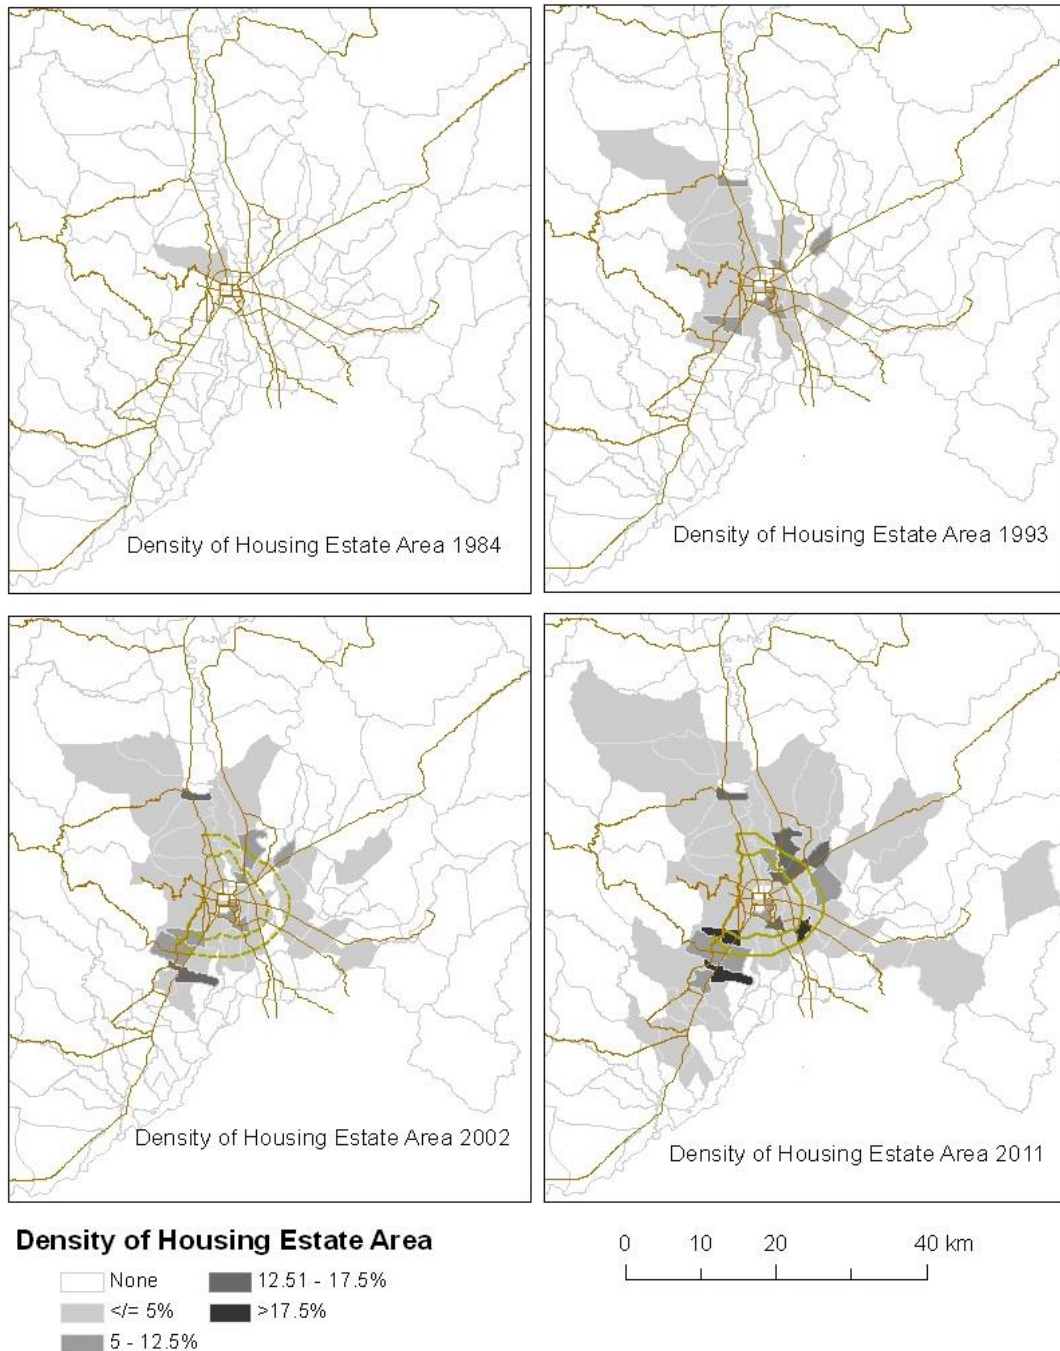 Density of Housing Estate Area 1984
Density of Housing Estate Area 1993
Density of Housing Estate Area 2002
Density of Housing Estate Area 2011
Density of Housing Estate Area
None
</= 5%
5 - 12.5%
12.51 - 17.5%
>17.5%
0 10 20 40 km